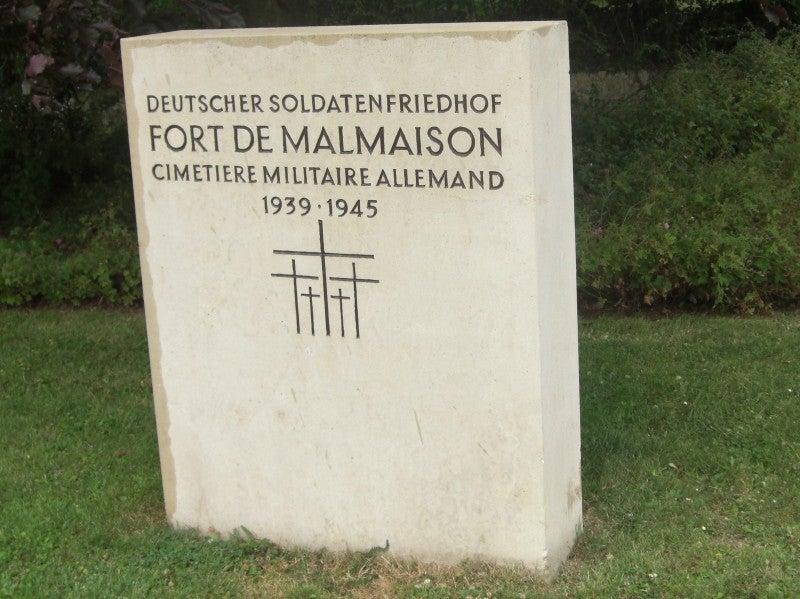 DEUTSCHER SOLDATENFRIEDHOF
FORT DE MALMAISON
CIMETIERE MILITAIRE ALLEMAND
1939 · 1945